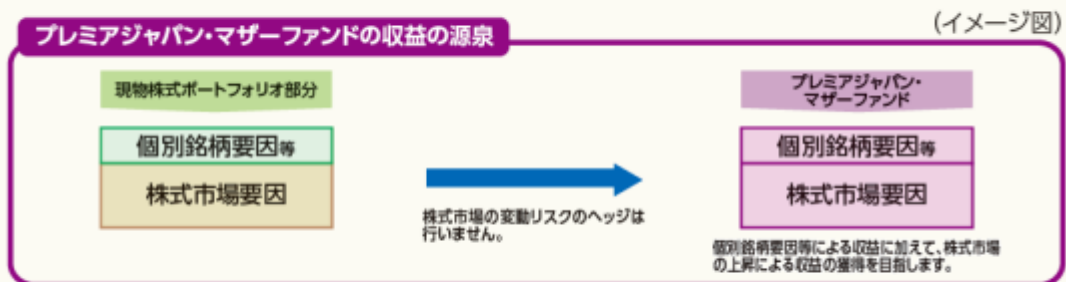 (イメージ図)
プレミアジャパン・マザーファンドの収益の源泉
現物株式ポートフォリオ部分
個別銘柄要因等
株式市場要因
株式市場の変動リスクのヘッジは
行いません。
プレミアジャパン・
マザーファンド
個別銘柄要因等
株式市場要因
個別銘柄要因等による収益に加えて、株式市場
の上昇による収益の獲得を目指します。